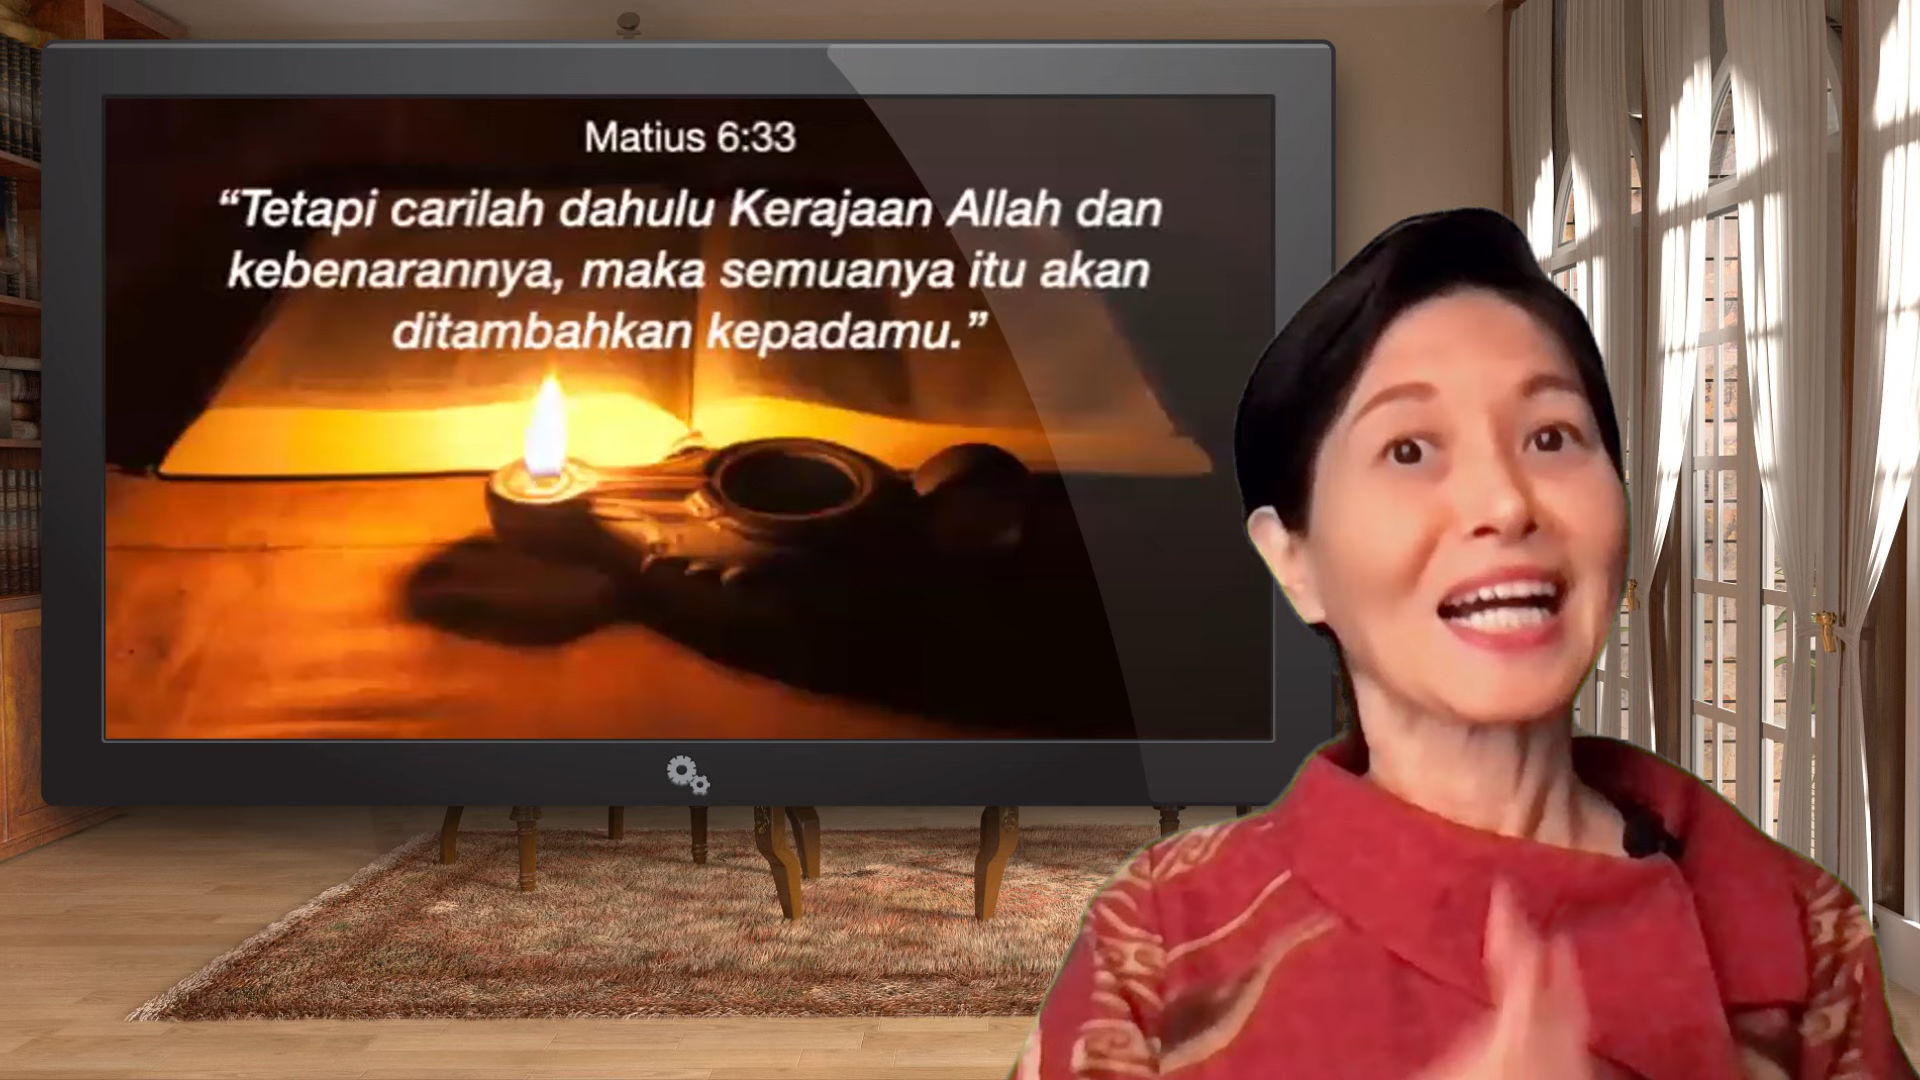 Matius 6:33
“Tetapi carilah dahulu Kerajaan Allah dan
kebenarannya, maka semuanya itu akan
ditambahkan kepadamu.”